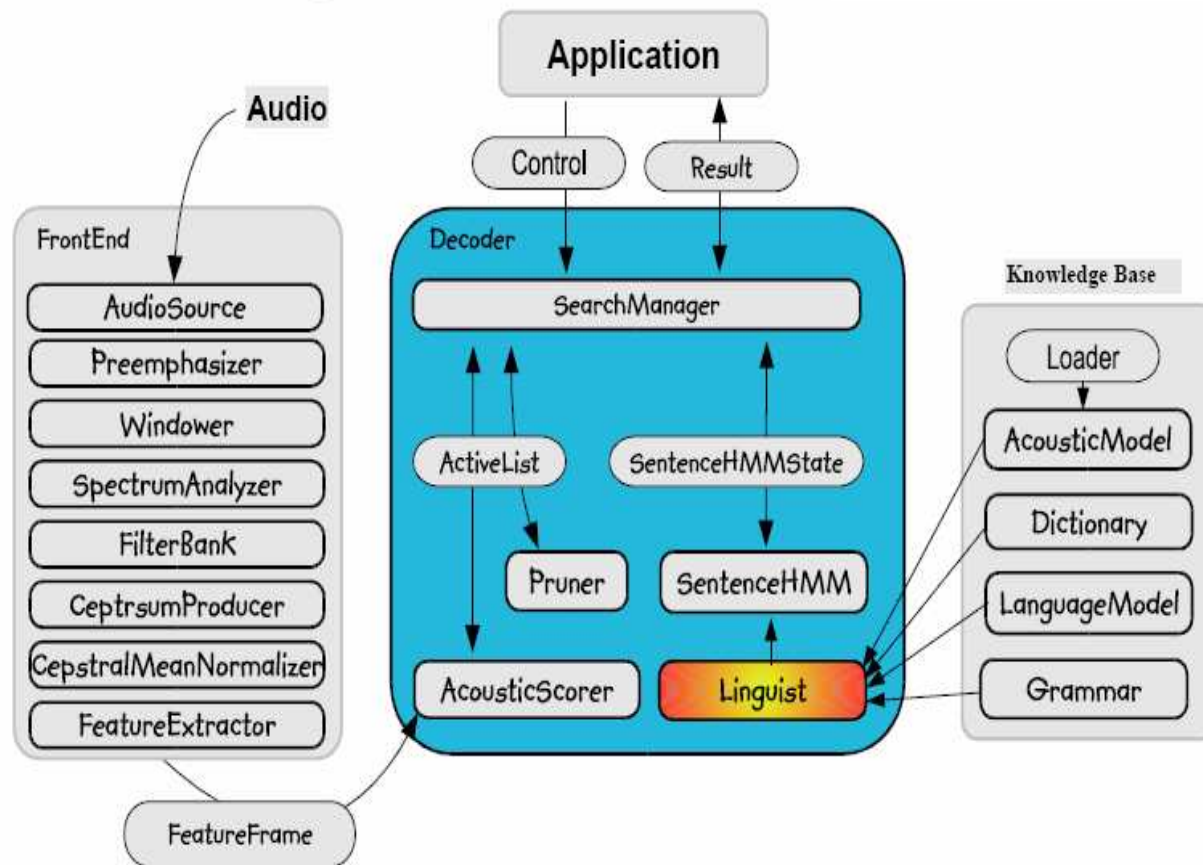 Application
Audio
Control
Result
FrontEnd
AudioSource
Preemphasizer
Windower
SpectrumAnalyzer
FilterBank
CeptrsumProducer
CepstralMeanNormalizer
FeatureExtractor
FeatureFrame
Decoder
SearchManager
ActiveList
SentenceHMMState
Pruner
SentenceHMM
AcousticScorer
Linguist
Knowledge Base
Loader
AcousticModel
Dictionary
LanguageModel
Grammar